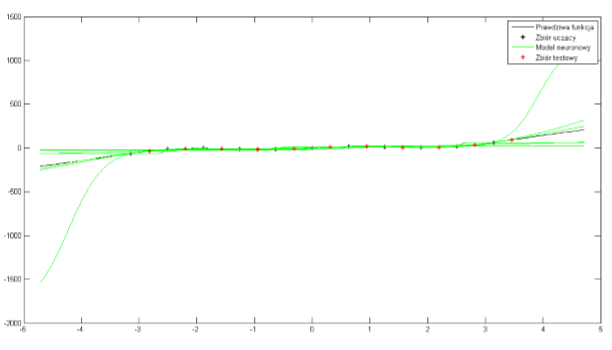 1500
Prawdziwa funkcja
Zbiór uczący
Model neuronowy
Zbiór testowy
1000
500
0
-500
-1000
-1500
-2000
-5 -4 -3 -2 -1 0 1 2 3 4 5